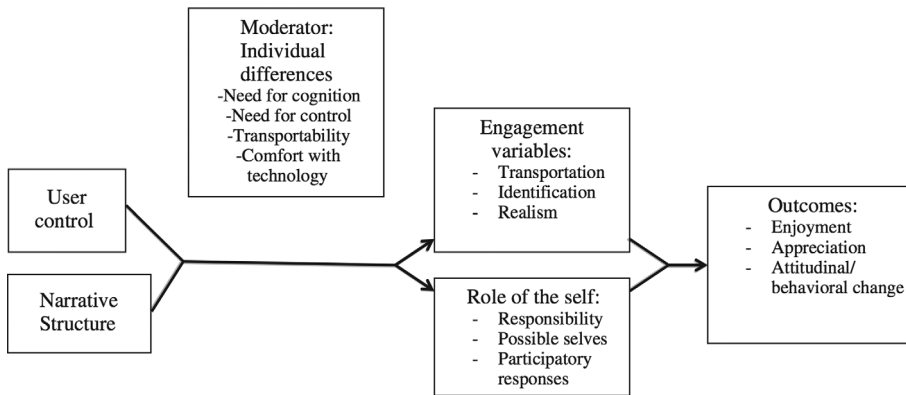 Moderator:
Individual
differences
-Need for cognition
-Need for control
-Transportability
-Comfort with
technology
User
control
Narrative
Structure
Engagement
variables:
- Transportation
- Identification
- Realism
Role of the self:
- Responsibility
- Possible selves
- Participatory
responses
Outcomes:
- Enjoyment
- Appreciation
- Attitudinal/
behavioral change